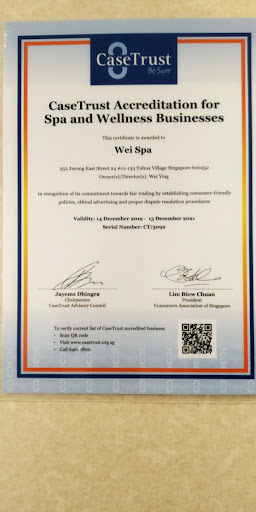 CaseTrust
Be Sure
CaseTrust Accreditation for
Spa and Wellness Businesses
This certificate is awarded to
Wei Spa
252 Jurong East Street 24 #01-133 Yuhua Village Singapore 600252
Owner(s)/Director(s): Wei Ying
in recognition of its commitment towards fair trading by establishing consumer-friendly
policies, ethical advertising and proper dispute resolution procedures
Validity: 14 December 2019 - 13 December 2021
Serial Number: CT/3092
Jayems Dhingra
Chairperson
CaseTrust Advisory Council
Lim Biow Chuan
President
Consumers Association of Singapore
To verify current list of CaseTrust accredited business
• Scan QR code
• Visit www.casetrust.org.sg
• Call 6461 1800